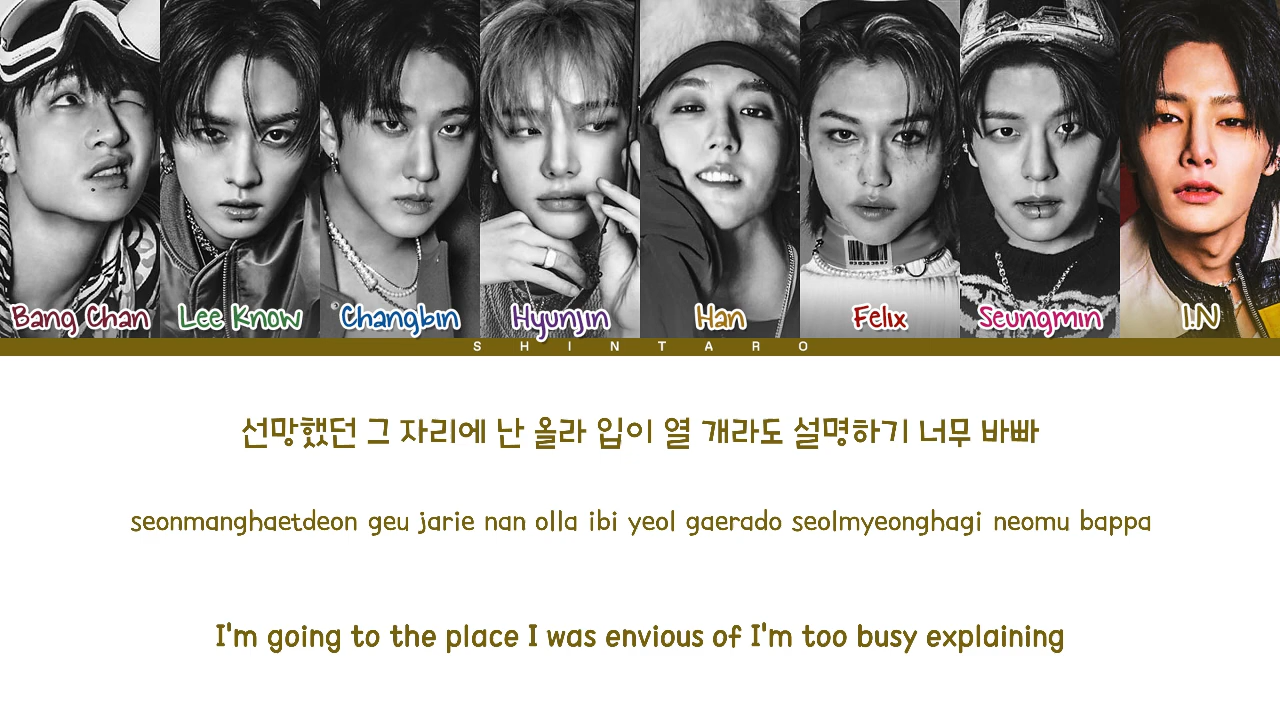 Bang Chan Lee Know Changbin Hyunjin Han Felix Seungmin I.N
SHINTARO
선망했던 그 자리에 난 올라 입이 열 개라도 설명하기 너무 바빠
seonmanghaetdeon geu jarie nan olla ibi yeol gaerado seolmyeonghagi neomu bappa
I'm going to the place I was envious of I'm too busy explaining